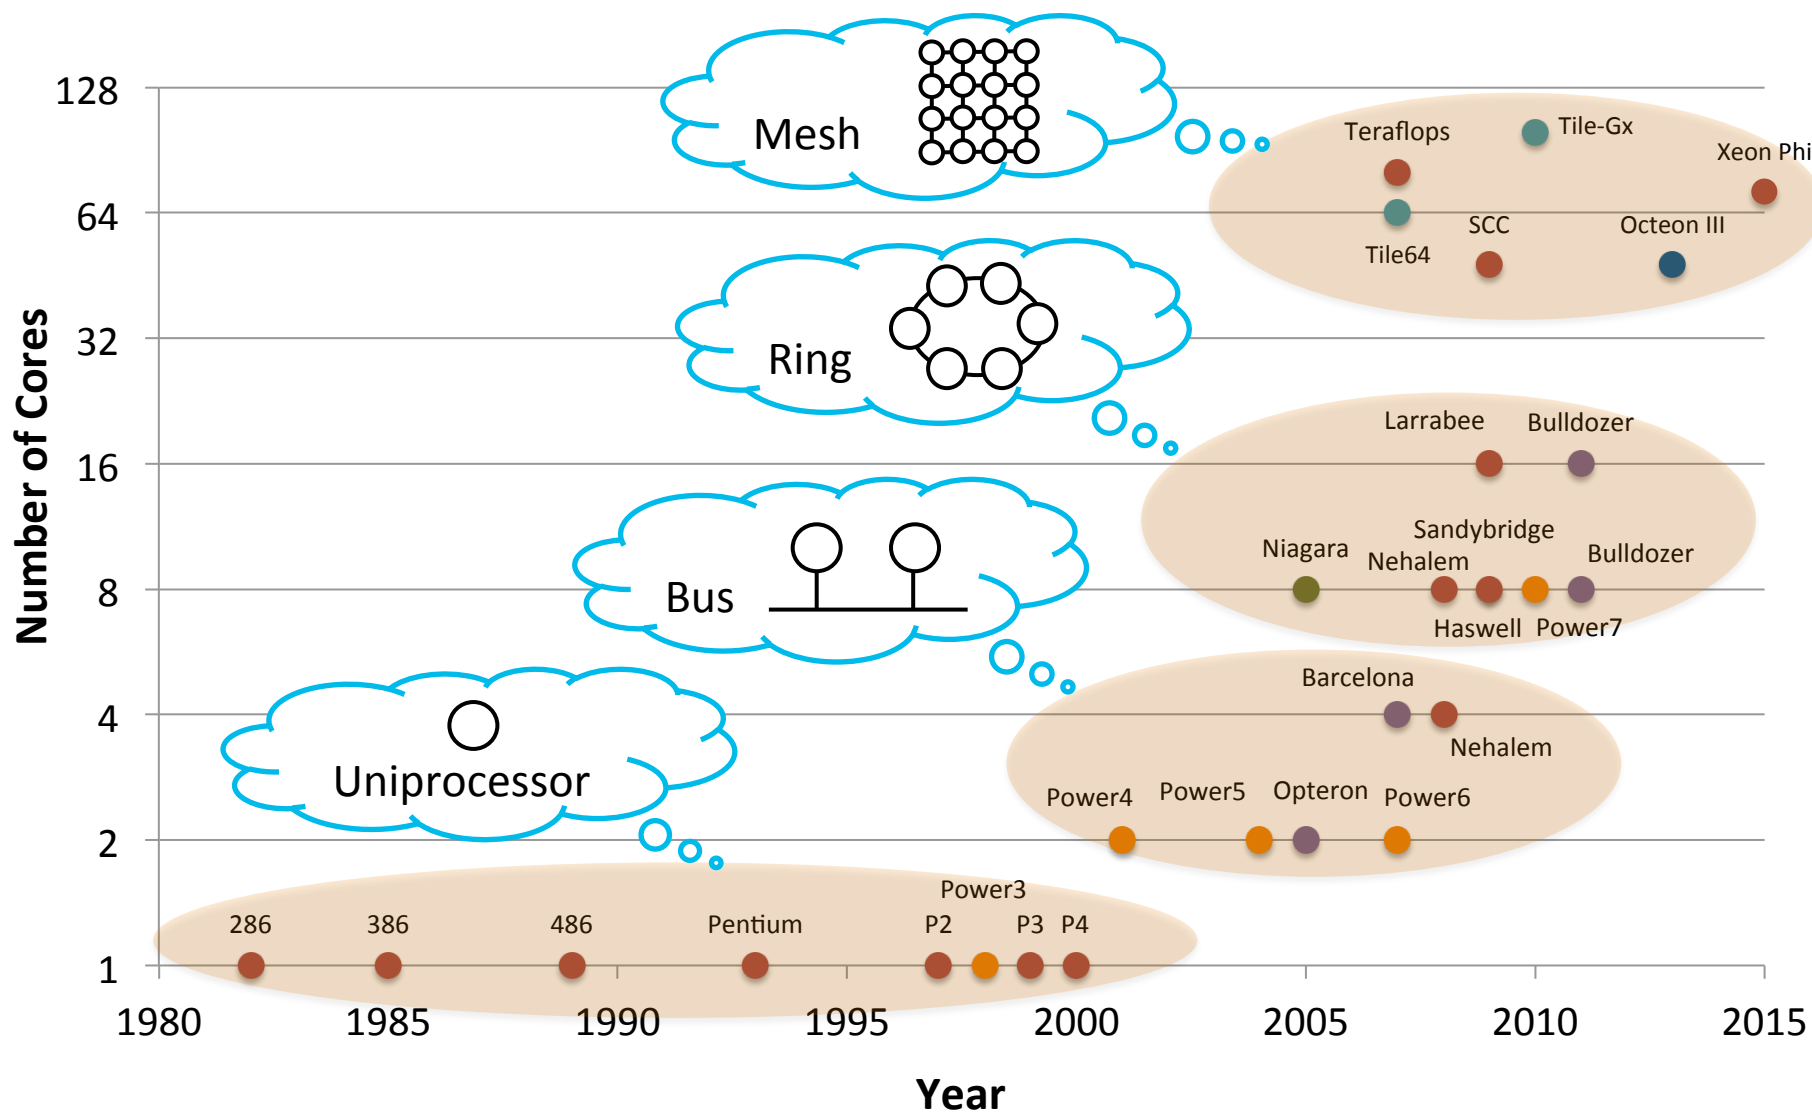 128
Mesh
Teraflops
Tile-Gx
Xeon Phi
64
SCC
Octeon III
Tile64
32
Ring
Number of Cores
Larrabee
Bulldozer
16
Sandybridge
Niagara
Nehalem
Bulldozer
8
Bus
Haswell
Power7
Barcelona
4
Nehalem
Uniprocessor
Power4
Power5
Opteron
Power6
2
Power3
286
386
486
Pentium
P2
P3
P4
1
1980
1985
1990
1995
2000
2005
2010
2015
Year